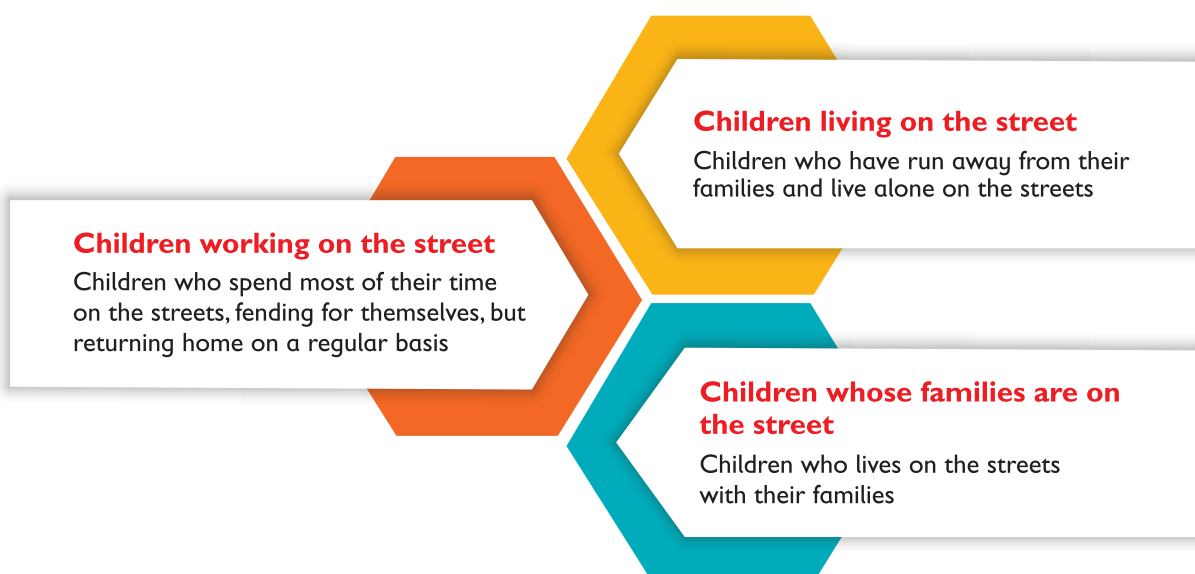 Children living on the street
Children who have run away from their
families and live alone on the streets
Children working on the street
Children who spend most of their time
on the streets, fending for themselves, but
returning home on a regular basis
Children whose families are on
the street
Children who lives on the streets
with their families